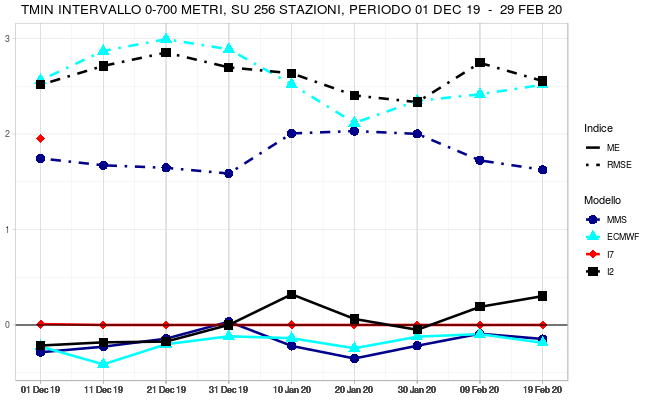 TMIN INTERVALLO 0-700 METRI, SU 256 STAZIONI, PERIODO 01 DEC 19 - 29 FEB 20
3
2
1
0
01 Dec 19 11 Dec 19 21 Dec 19 31 Dec 19 10 Jan 20 20 Jan 20 30 Jan 20 09 Feb 20 19 Feb 20
Indice
ME
RMSE
Modello
MMS
ECMWF
I7
I2